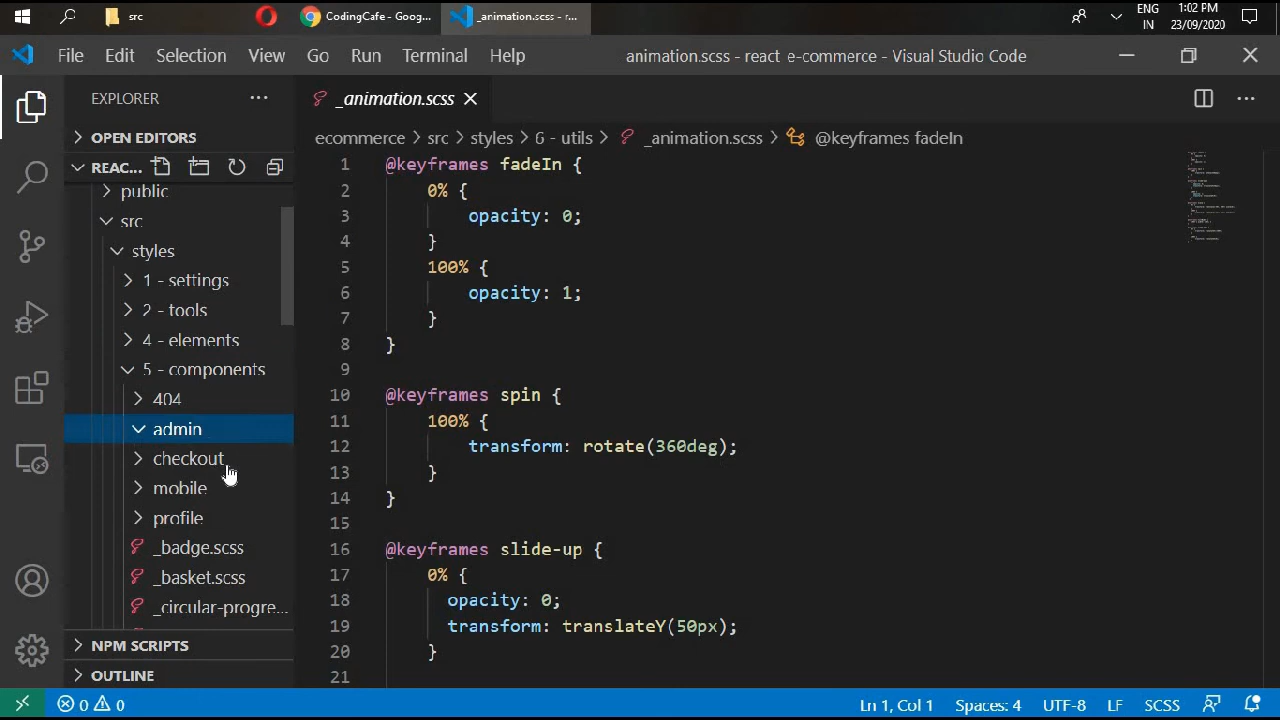 src
CodingCafe - Goog...
_animation.scss - r...
ENG
IN
1:02 PM
23/09/2020
File Edit Selection View Go Run Terminal Help
_animation.scss - react e-commerce - Visual Studio Code
EXPLORER
_animation.scss
OPEN EDITORS
ecommerce > src > styles > 6 - utils > _animation.scss > @keyframes fadeIn
REAC...
public
src
styles
1 - settings
2 - tools
4 - elements
5 - components
404
admin
checkout
mobile
profile
_badge.scss
_basket.scss
_circular-progre...
NPM SCRIPTS
OUTLINE
1 @keyframes fadeIn {
2 0% {
3 opacity: 0;
4 }
5 100% {
6 opacity: 1;
7 }
8 }
9
10 @keyframes spin {
11 100% {
12 transform: rotate(360deg);
13 }
14 }
15
16 @keyframes slide-up {
17 0% {
18 opacity: 0;
19 transform: translateY(50px);
20 }
21
0 0
Ln 1, Col 1 Spaces: 4 UTF-8 LF SCSS